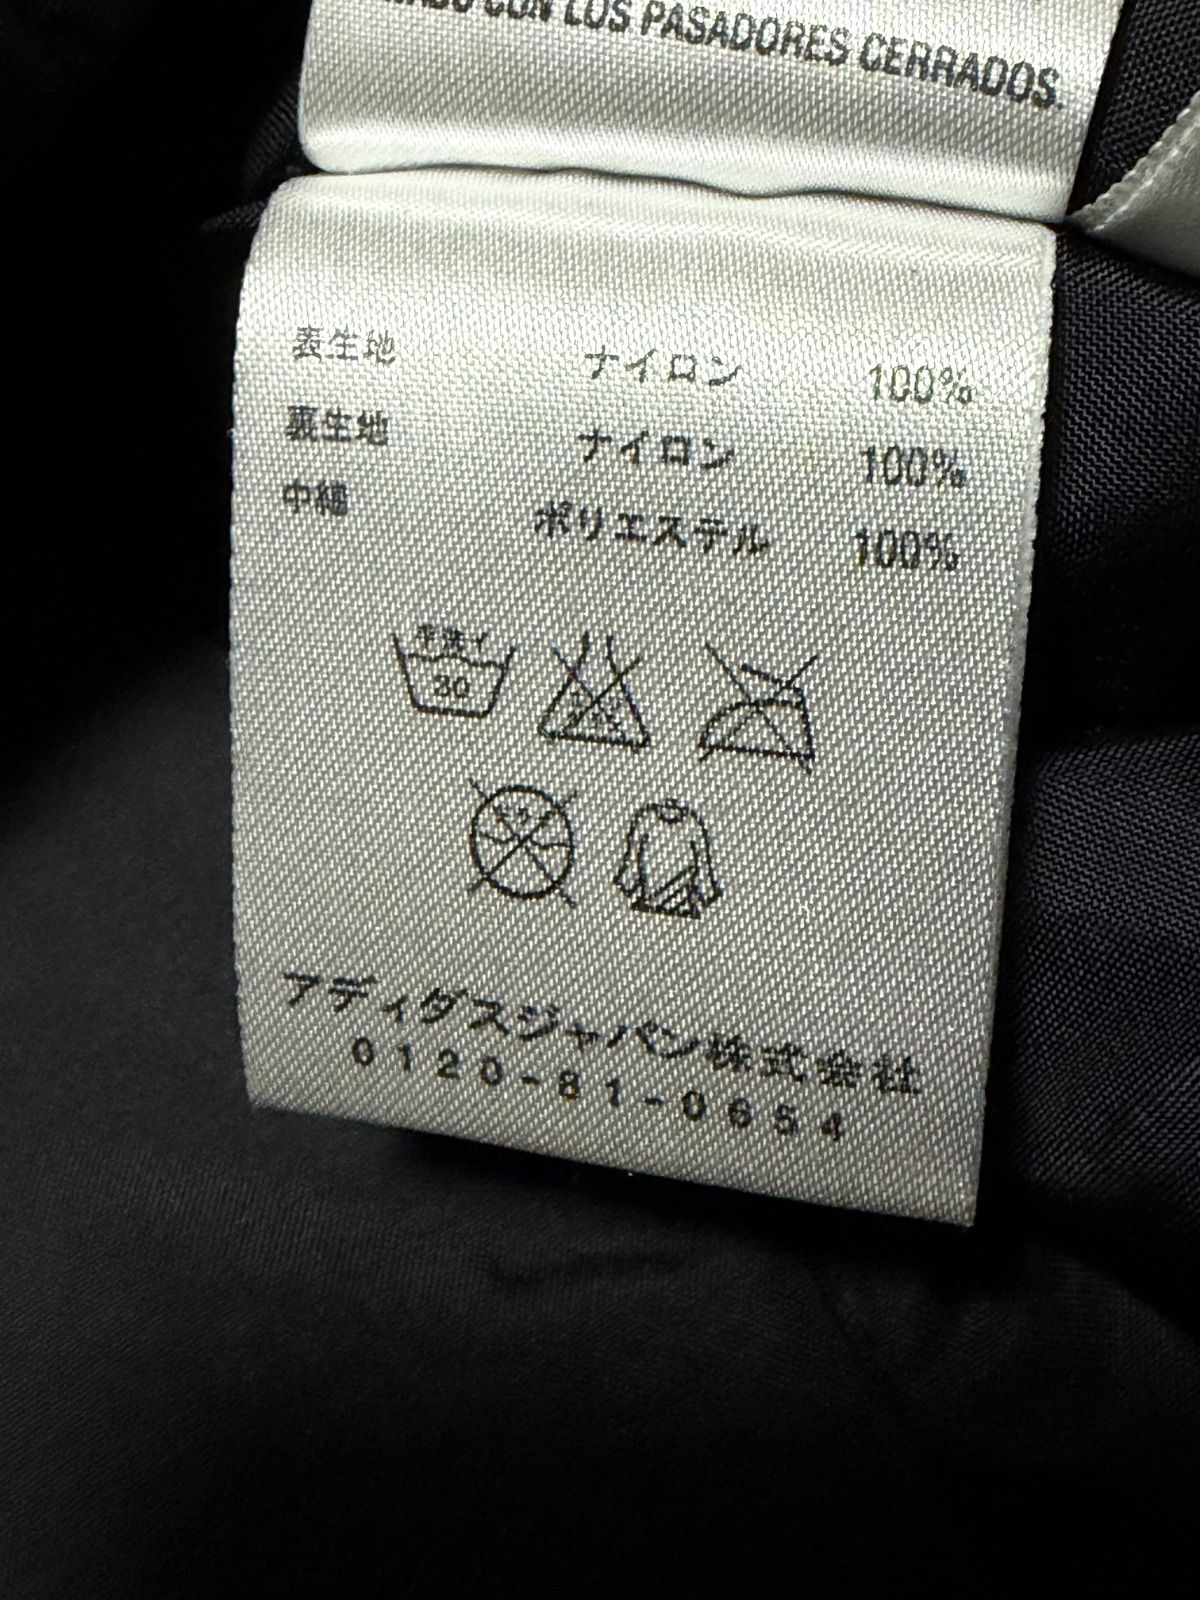 CON LOS PASADORES CERRADOS.
表生地 ナイロン 100%
裏生地 ナイロン 100%
中綿 ポリエステル 100%
手洗イ
30
アディダスジャパン株式会社
0120-81-0654